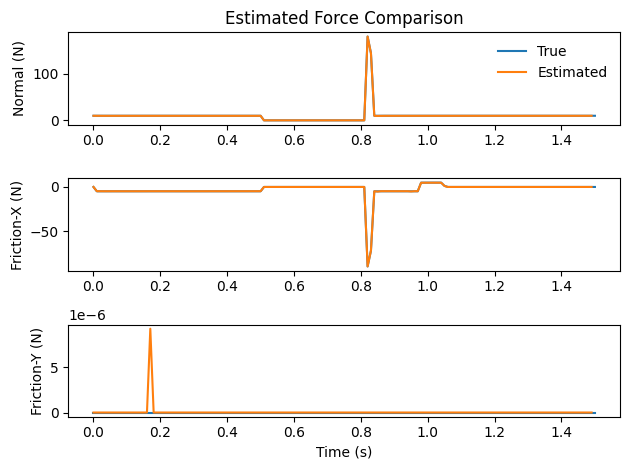 Estimated Force Comparison
Normal (N)
100
0
True
Estimated
0.0 0.2 0.4 0.6 0.8 1.0 1.2 1.4
Friction-X (N)
0
−50
0.0 0.2 0.4 0.6 0.8 1.0 1.2 1.4
1e−6
Friction-Y (N)
5
0
0.0 0.2 0.4 0.6 0.8 1.0 1.2 1.4
Time (s)